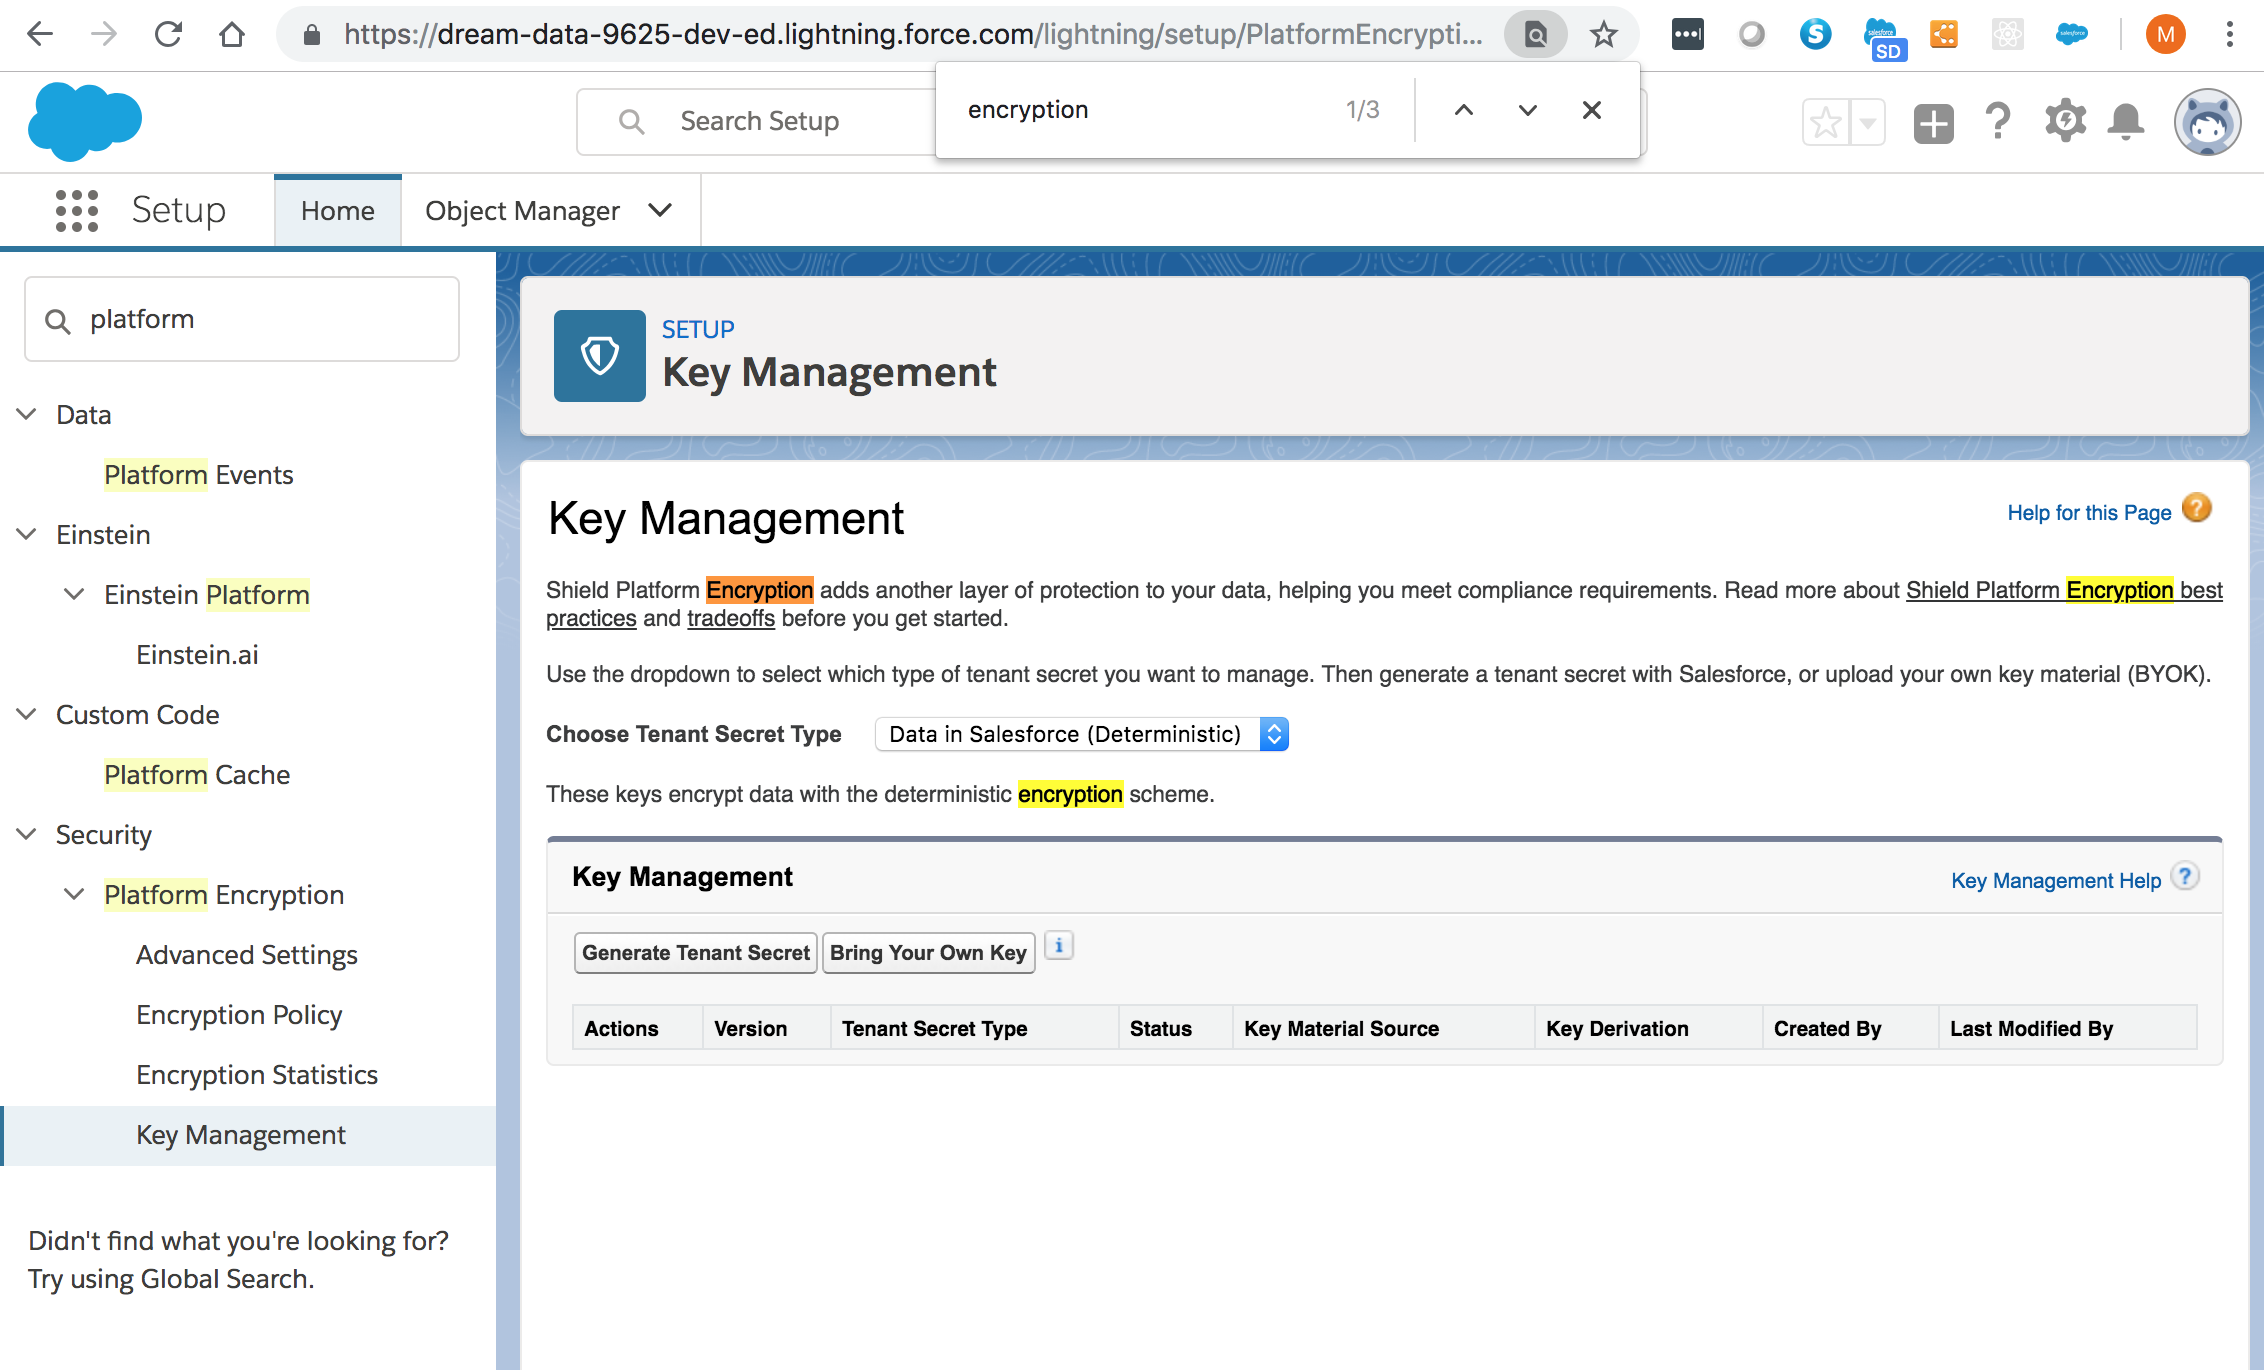 https://dream-data-9625-dev-ed.lightning.force.com/lightning/setup/PlatformEncrypti...
S
salesforce
SD
salesforce
M
Search Setup
encryption
1/3
Setup
Home
Object Manager
platform
Data
Platform Events
Einstein
Einstein Platform
Einstein.ai
Custom Code
Platform Cache
Security
Platform Encryption
Advanced Settings
Encryption Policy
Encryption Statistics
Key Management
Didn't find what you're looking for?
Try using Global Search.
SETUP
Key Management
Key Management
Help for this Page ?
Shield Platform Encryption adds another layer of protection to your data, helping you meet compliance requirements. Read more about Shield Platform Encryption best
practices and tradeoffs before you get started.
Use the dropdown to select which type of tenant secret you want to manage. Then generate a tenant secret with Salesforce, or upload your own key material (BYOK).
Choose Tenant Secret Type Data in Salesforce (Deterministic)
These keys encrypt data with the deterministic encryption scheme.
Key Management
Key Management Help ?
Generate Tenant Secret Bring Your Own Key i
Actions Version Tenant Secret Type Status Key Material Source Key Derivation Created By Last Modified By